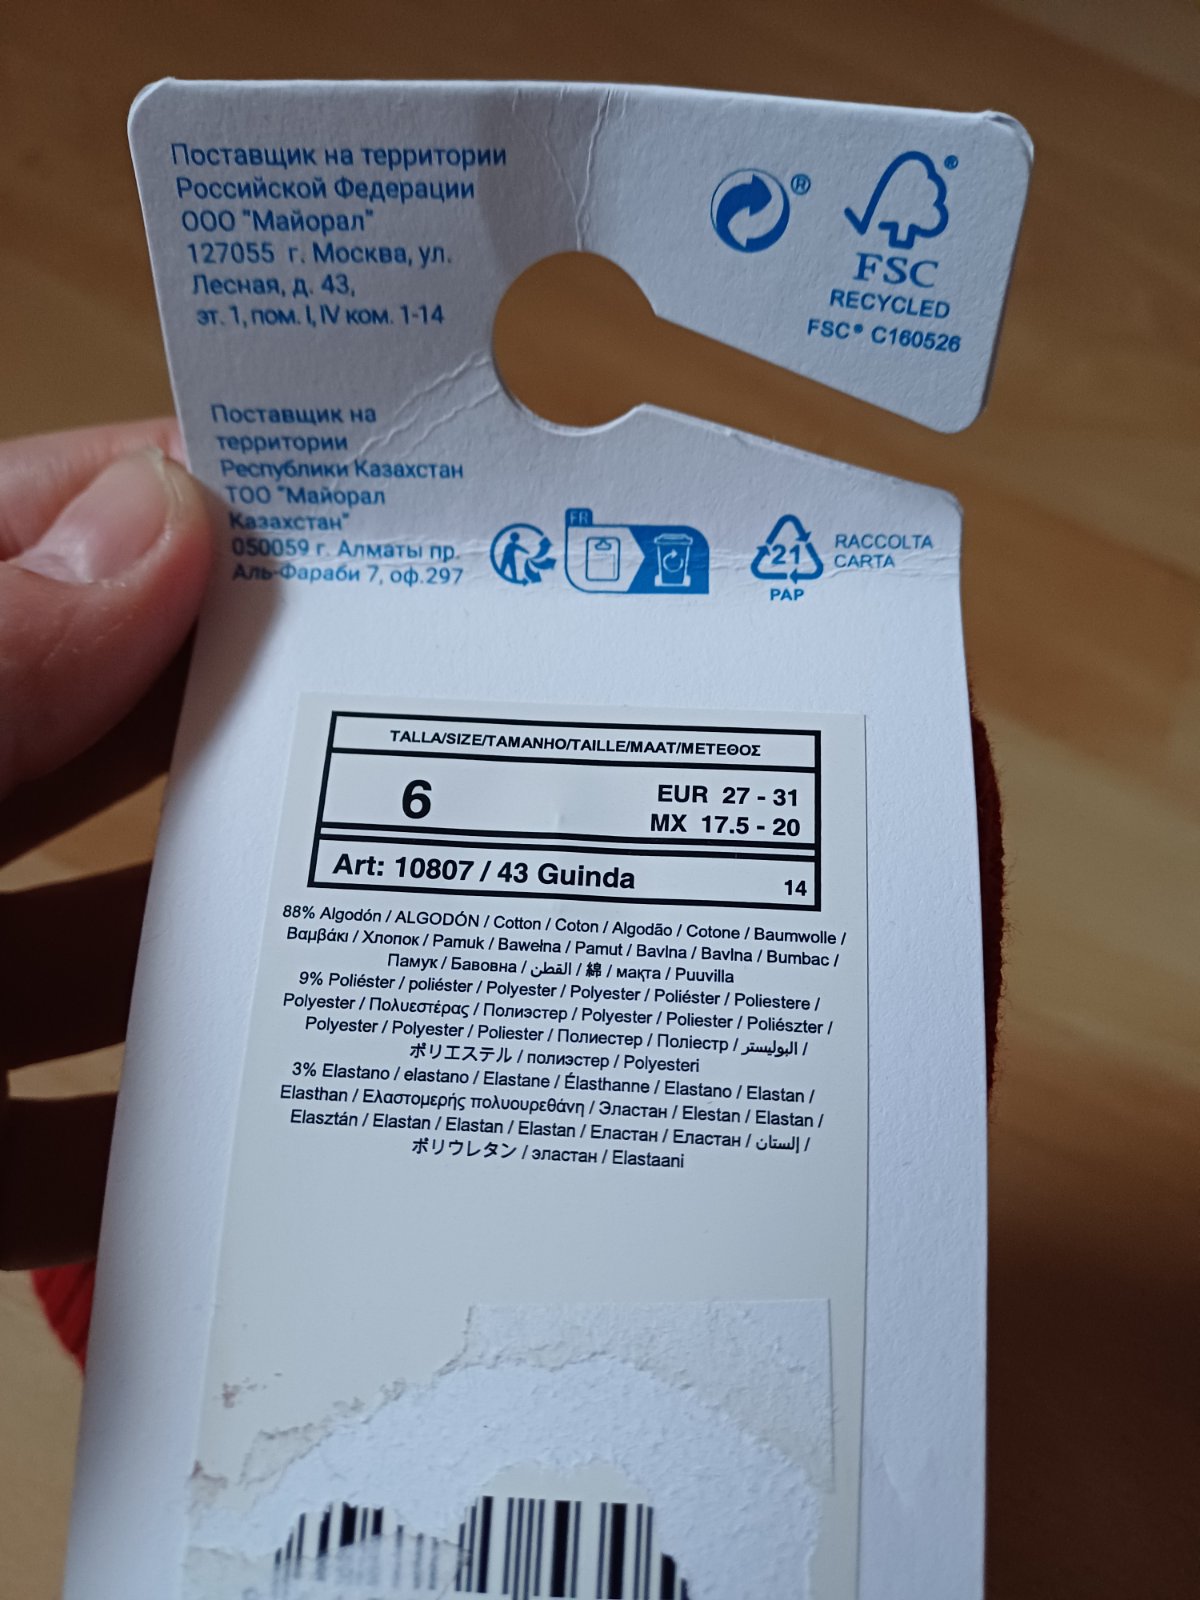 Поставщик на территории
Российской Федерации
ООО "Майорал"
127055 г. Москва, ул.
Лесная, д. 43,
эт. 1, пом. I, IV ком. 1-14
®
®
FSC
RECYCLED
FSC® C160526
Поставщик на
территории
Республики Казахстан
ТОО "Майорал
Казахстан"
050059 г. Алматы пр.
Аль-Фараби 7, оф.297
FR
21
PAP
RACCOLTA
CARTA
TALLA/SIZE/TAMANHO/TAILLE/MAAT/ΜΕΤΕΘΟΣ
6
EUR 27 - 31
MX 17.5 - 20
Art: 10807 / 43 Guinda
14
88% Algodón / ALGODÓN / Cotton / Coton / Algodão / Cotone / Baumwolle /
Βαμβάκι / Хлопок / Pamuk / Bawełna / Pamut / Bavlna / Bavlna / Bumbac /
Памук / Бавовна / القطن / 綿 / мақта / Puuvilla
9% Poliéster / poliéster / Polyester / Polyester / Poliéster / Poliestere /
Polyester / Πολυεστέρας / Полиэстер / Polyester / Poliester / Poliészter /
Polyester / Polyester / Poliester / Полиестер / Поліестр / البوليستر /
ポリエステル / полиэстер / Polyesteri
3% Elastano / elastano / Elastane / Élasthanne / Elastano / Elastan /
Elasthan / Ελαστομερής πολυουρεθάνη / Эластан / Elestan / Elastan /
Elasztán / Elastan / Elastan / Elastan / Еластан / Еластан / إلستان /
ポリウレタン / эластан / Elastaani